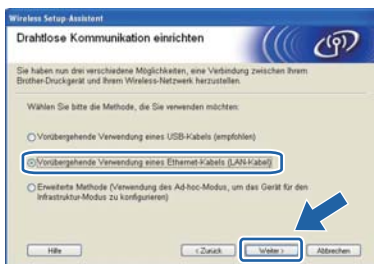 Wireless Setup-Assistent
Drahtlose Kommunikation einrichten
Sie haben nun drei verschiedene Möglichkeiten, eine Verbindung zwischen Ihrem
Brother-Druckgerät und Ihrem Wireless-Netzwerk herzustellen.
Wählen Sie bitte die Methode, die Sie verwenden möchten:
Vorübergehende Verwendung eines USB-Kabels (empfohlen)
Vorübergehende Verwendung eines Ethernet-Kabels (LAN-Kabel)
Erweiterte Methode (Verwendung des Ad-hoc-Modus, um das Gerät für den
Infrastruktur-Modus zu konfigurieren)
Hilfe < Zurück Weiter > Abbrechen